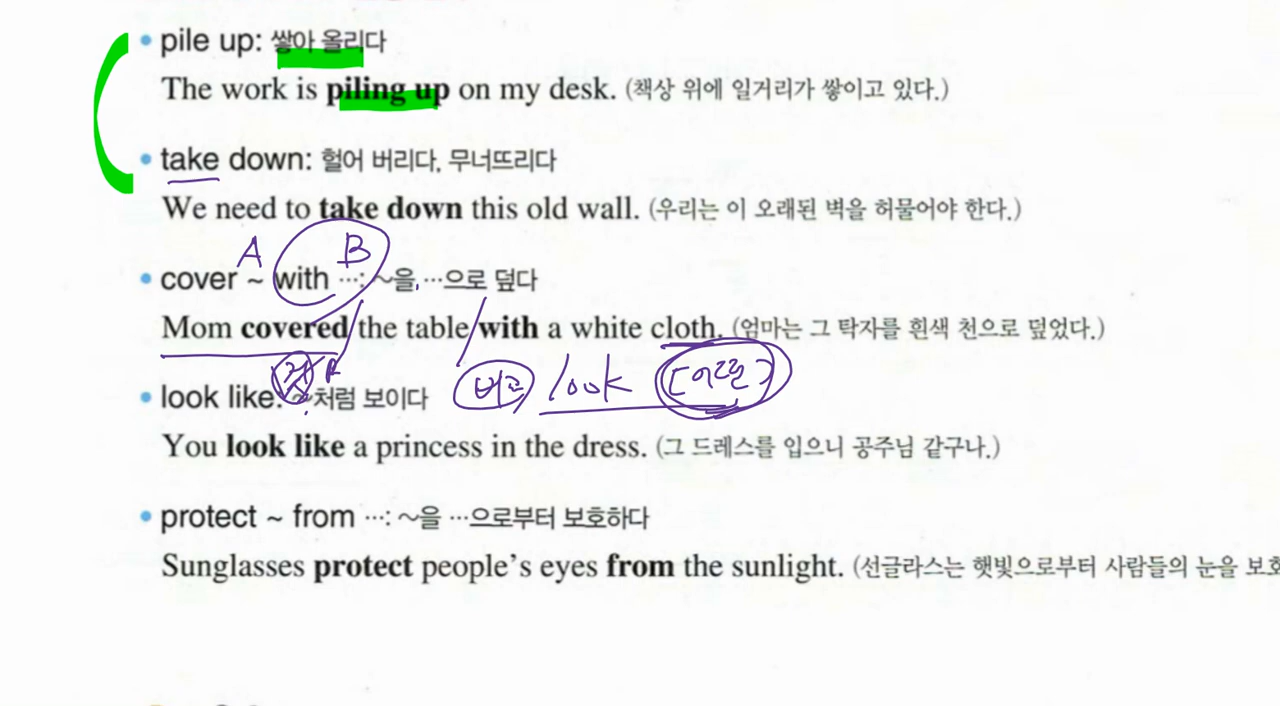 • pile up: 쌓아 올리다
The work is piling up on my desk. (책상 위에 일거리가 쌓이고 있다.)
• take down: 헐어 버리다, 무너뜨리다
We need to take down this old wall. (우리는 이 오래된 벽을 허물어야 한다.)
A B
• cover ~ with …: ~을 …으로 덮다
Mom covered the table with a white cloth. (엄마는 그 탁자를 흰색 천으로 덮었다.)
look
• look like: ~처럼 보이다
You look like a princess in the dress. (그 드레스를 입으니 공주님 같구나.)
• protect ~ from …: ~을 …으로부터 보호하다
Sunglasses protect people's eyes from the sunlight. (선글라스는 햇빛으로부터 사람들의 눈을 보호